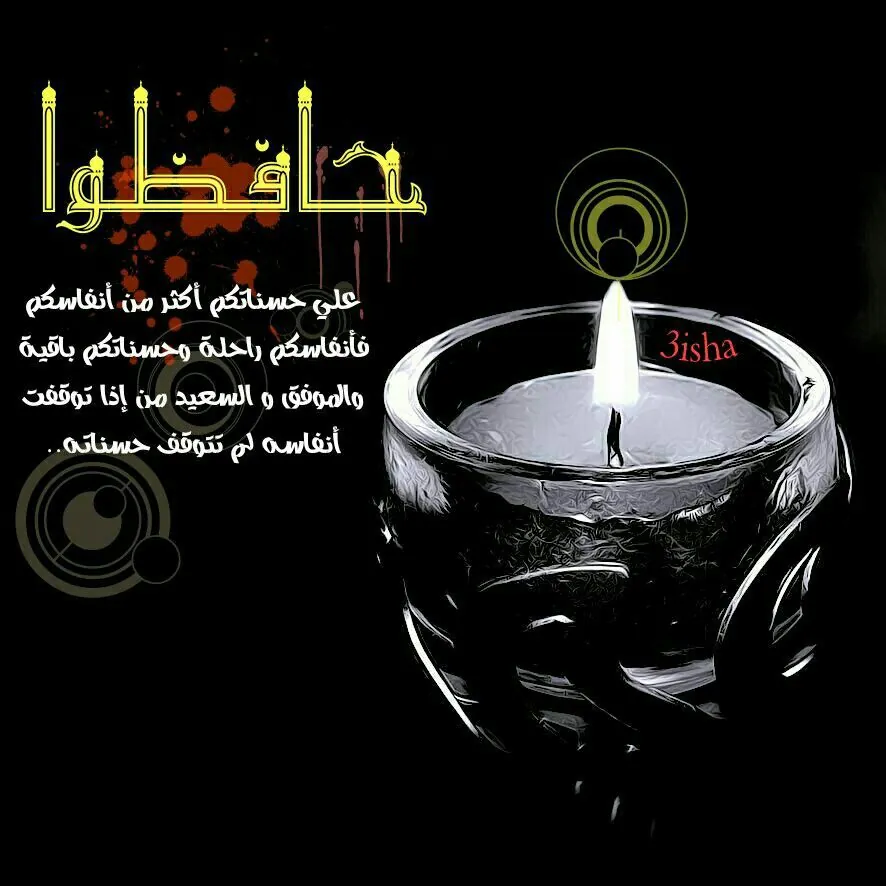 حافظوا
علي حسناتكم أكثر من أنفاسكم
فأنفاسكم راحلة وحسناتكم باقية
والموفق و السعيد من إذا توقفت
أنفاسه لم تتوقف حسناته..
3isha